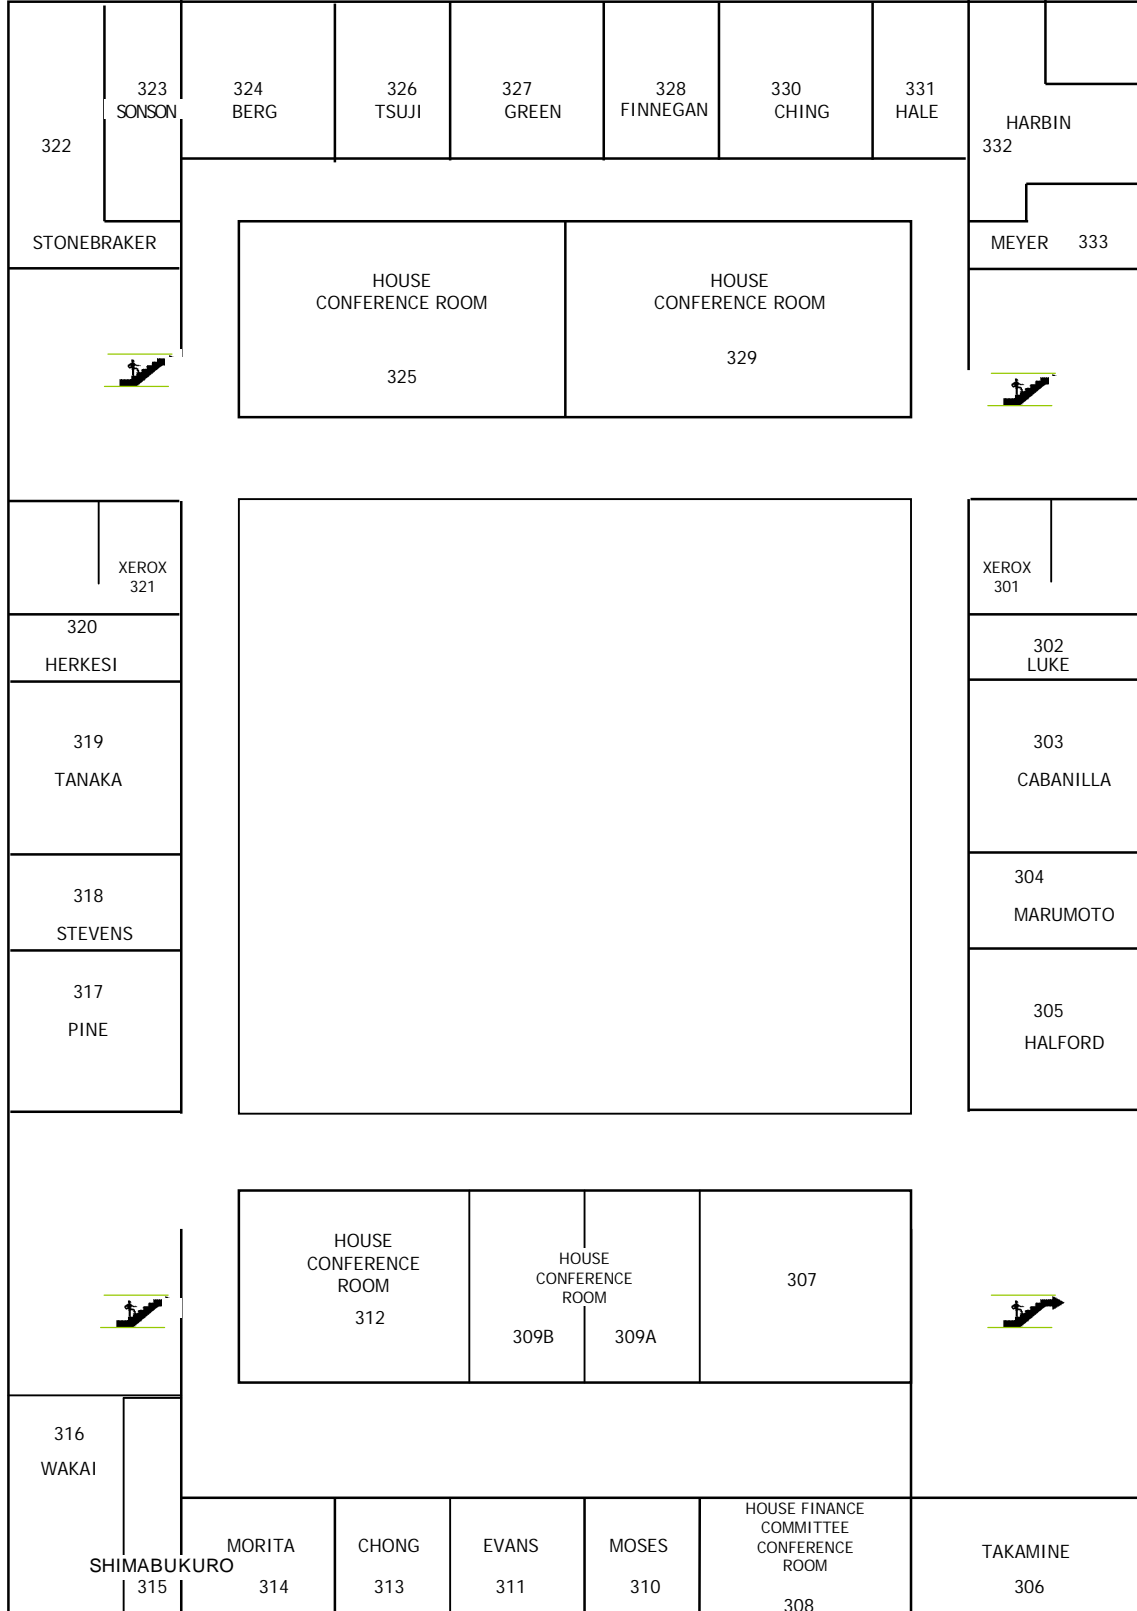 323
SONSON
324
BERG
326
TSUJI
327
GREEN
328
FINNEGAN
330
CHING
331
HALE
HARBIN
332
322
STONEBRAKER
MEYER 333
HOUSE
CONFERENCE ROOM
325
HOUSE
CONFERENCE ROOM
329
XEROX
321
XEROX
301
320
HERKESI
302
LUKE
319
TANAKA
303
CABANILLA
318
STEVENS
304
MARUMOTO
317
PINE
305
HALFORD
HOUSE
CONFERENCE
ROOM
312
HOUSE
CONFERENCE
ROOM
309B
309A
307
316
WAKAI
SHIMABUKURO
315
MORITA
314
CHONG
313
EVANS
311
MOSES
310
HOUSE FINANCE
COMMITTEE
CONFERENCE
ROOM
308
TAKAMINE
306